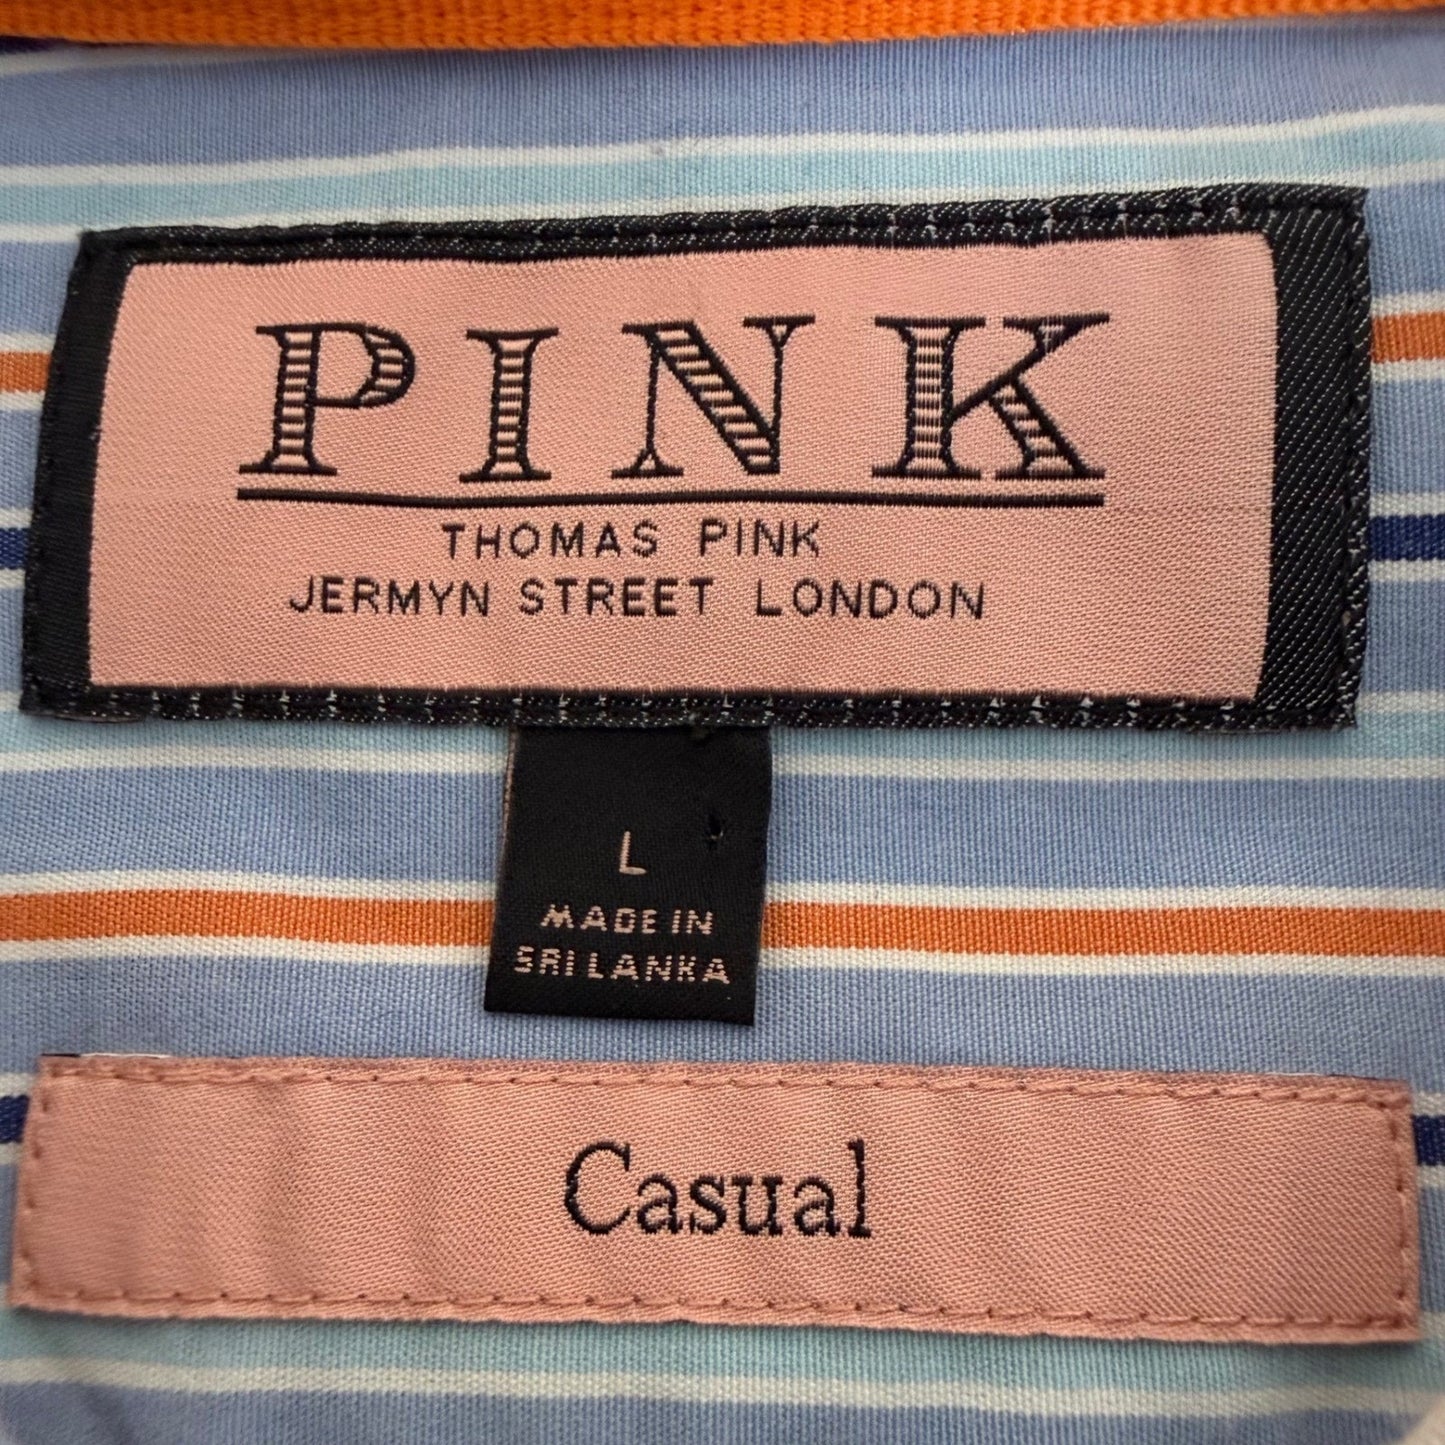 PINK
THOMAS PINK
JERMYN STREET LONDON
L
MADE IN
SRI LANKA
Casual